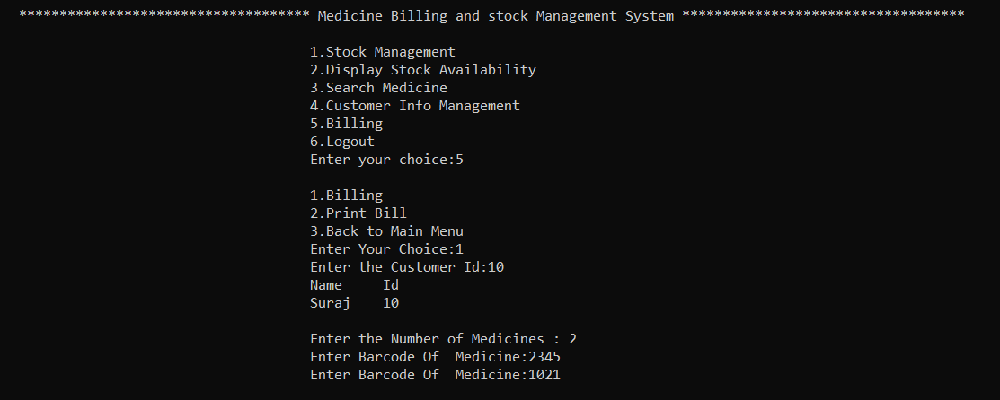 ************************************ Medicine Billing and stock Management System ***********************************
1.Stock Management
2.Display Stock Availability
3.Search Medicine
4.Customer Info Management
5.Billing
6.Logout
Enter your choice:5
1.Billing
2.Print Bill
3.Back to Main Menu
Enter Your Choice:1
Enter the Customer Id:10
Name     Id
Suraj    10
Enter the Number of Medicines : 2
Enter Barcode Of  Medicine:2345
Enter Barcode Of  Medicine:1021